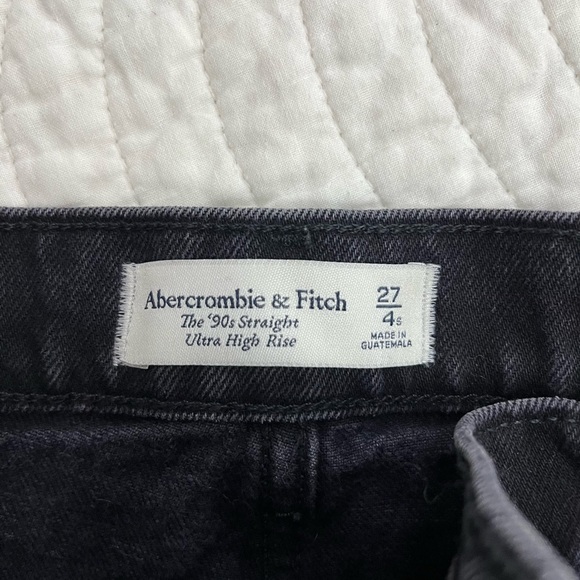 Abercrombie & Fitch
The '90s Straight
Ultra High Rise
27
4s
MADE IN
GUATEMALA